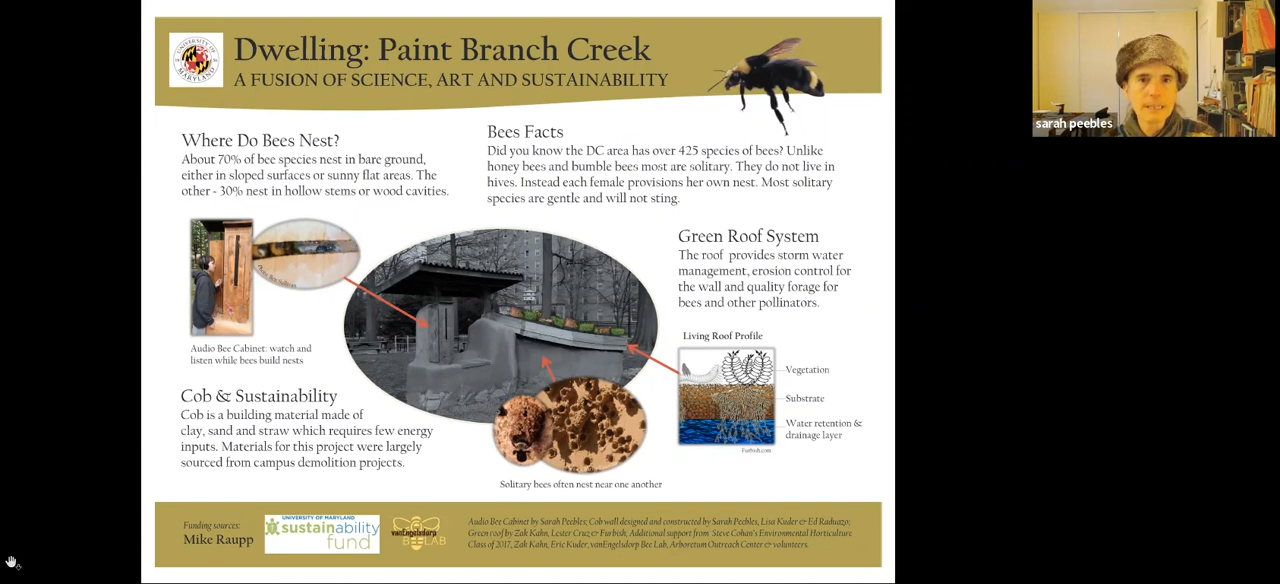 UNIVERSITY OF
MARYLAND
Dwelling: Paint Branch Creek
A FUSION OF SCIENCE, ART AND SUSTAINABILITY
sarah peebles
Where Do Bees Nest?
About 70% of bee species nest in bare ground,
either in sloped surfaces or sunny flat areas. The
other - 30% nest in hollow stems or wood cavities.
Bees Facts
Did you know the DC area has over 425 species of bees? Unlike
honey bees and bumble bees most are solitary. They do not live in
hives. Instead each female provisions her own nest. Most solitary
species are gentle and will not sting.
Green Roof System
The roof provides storm water
management, erosion control for
the wall and quality forage for
bees and other pollinators.
Audio Bee Cabinet: watch and
listen while bees build nests
Living Roof Profile
Vegetation
Substrate
Water retention &
drainage layer
Furbish.com
Cob & Sustainability
Cob is a building material made of
clay, sand and straw which requires few energy
inputs. Materials for this project were largely
sourced from campus demolition projects.
Solitary bees often nest near one another
Funding sources:
Mike Raupp
UNIVERSITY OF MARYLAND
sustainability
fund
vanEngelsdorp
BEE LAB
Audio Bee Cabinet by Sarah Peebles; Cob wall designed and constructed by Sarah Peebles, Lisa Kuder & Ed Raduazo;
Green roof by Zak Kahn, Lester Cruz & Furbish. Additional support from Steve Cohan's Environmental Horticulture
Class of 2017, Zak Kahn, Eric Kuder, vanEngelsdorp Bee Lab, Arboretum Outreach Center & volunteers.